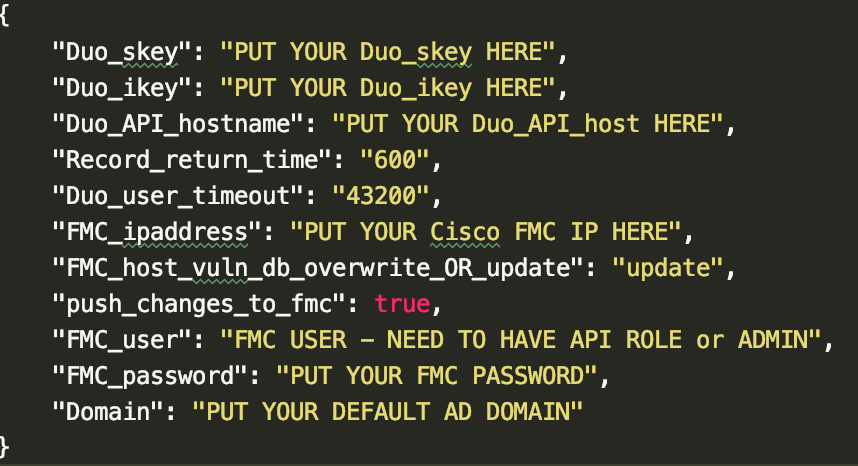 {
"Duo_skey": "PUT YOUR Duo_skey HERE",
"Duo_ikey": "PUT YOUR Duo_ikey HERE",
"Duo_API_hostname": "PUT YOUR Duo_API_host HERE",
"Record_return_time": "600",
"Duo_user_timeout": "43200",
"FMC_ipaddress": "PUT YOUR Cisco FMC IP HERE",
"FMC_host_vuln_db_overwrite_OR_update": "update",
"push_changes_to_fmc": true,
"FMC_user": "FMC USER – NEED TO HAVE API ROLE or ADMIN",
"FMC_password": "PUT YOUR FMC PASSWORD",
"Domain": "PUT YOUR DEFAULT AD DOMAIN"
}